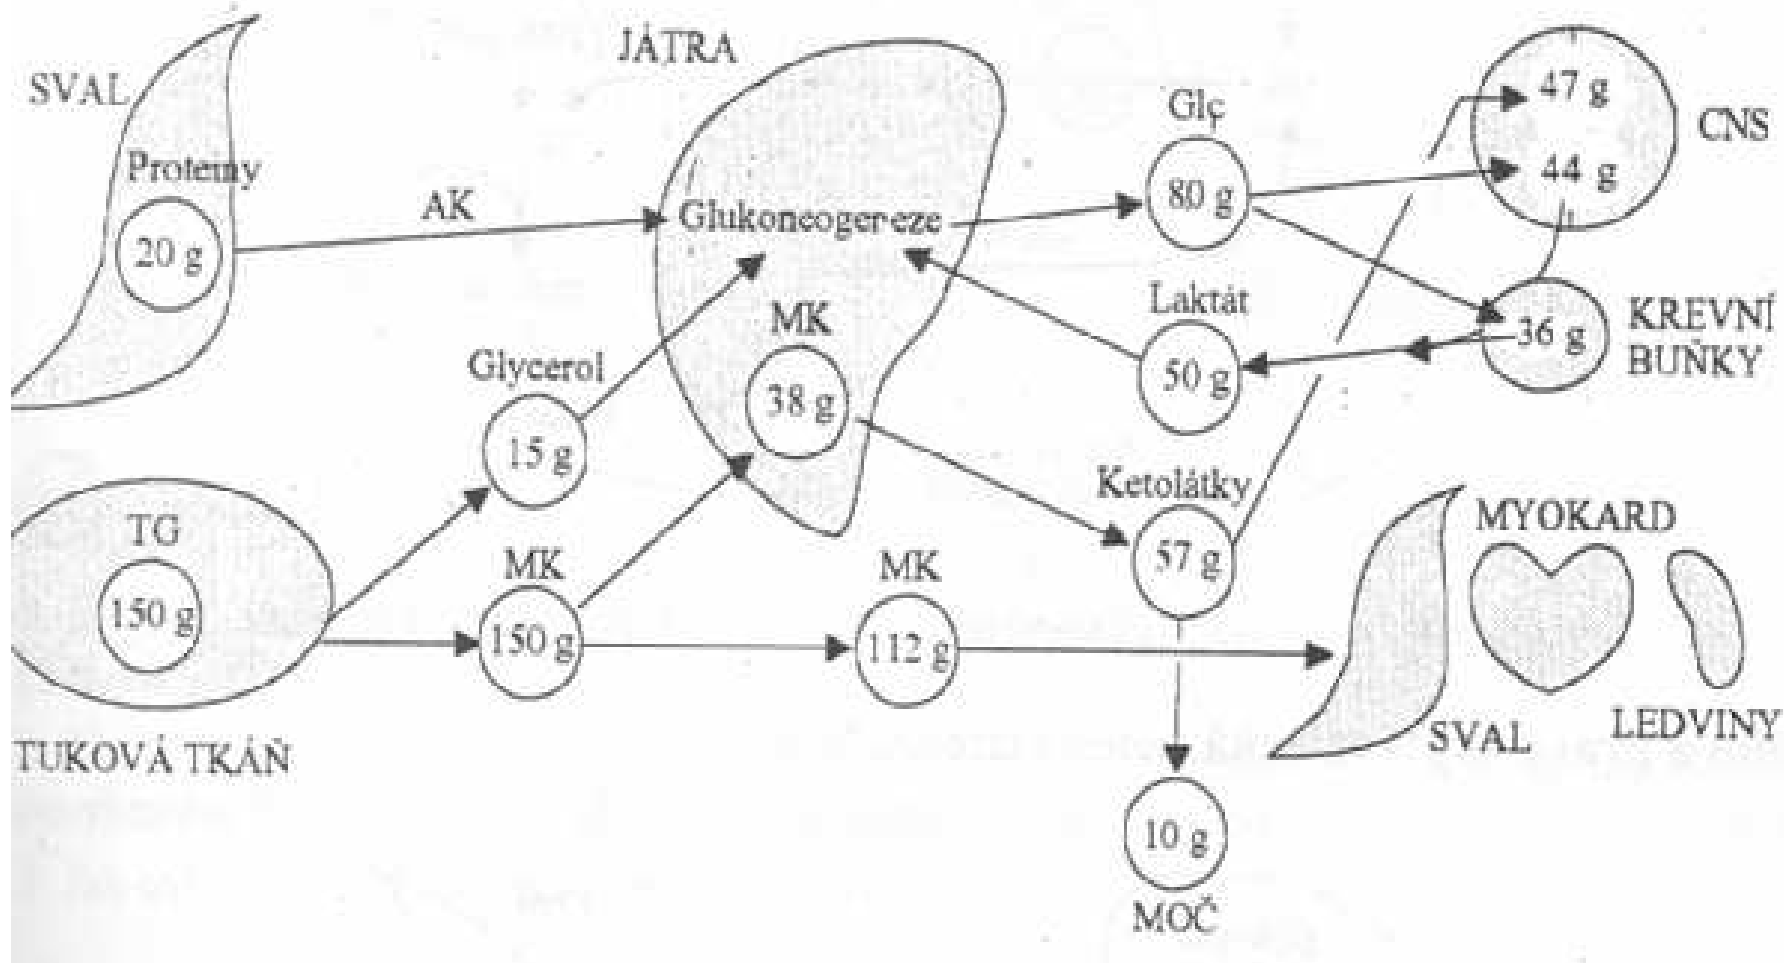 SVAL
Proteiny
20 g
AK
JÁTRA
Glukoneogeneze
MK
38 g
Glycerol
15 g
TG
150 g
TUKOVÁ TKÁŇ
MK
150 g
MK
112 g
Glc
80 g
Laktát
50 g
Ketolátky
57 g
10 g
MOČ
47 g
44 g
CNS
36 g
KREVNÍ
BUŇKY
MYOKARD
SVAL
LEDVINY